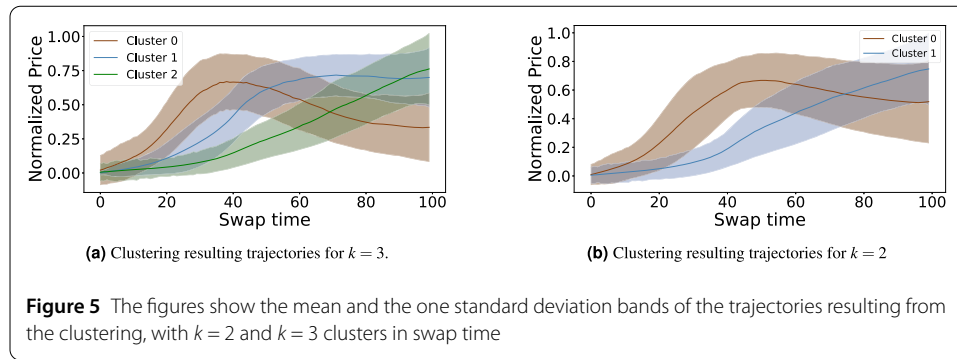 1.00
0.75
0.50
0.25
0.00
Normalized Price
Cluster 0
Cluster 1
Cluster 2
0 20 40 60 80 100
Swap time
(a) Clustering resulting trajectories for k = 3.
1.0
0.8
0.6
0.4
0.2
0.0
Normalized Price
Cluster 0
Cluster 1
0 20 40 60 80 100
Swap time
(b) Clustering resulting trajectories for k = 2
Figure 5 The figures show the mean and the one standard deviation bands of the trajectories resulting from
the clustering, with k = 2 and k = 3 clusters in swap time